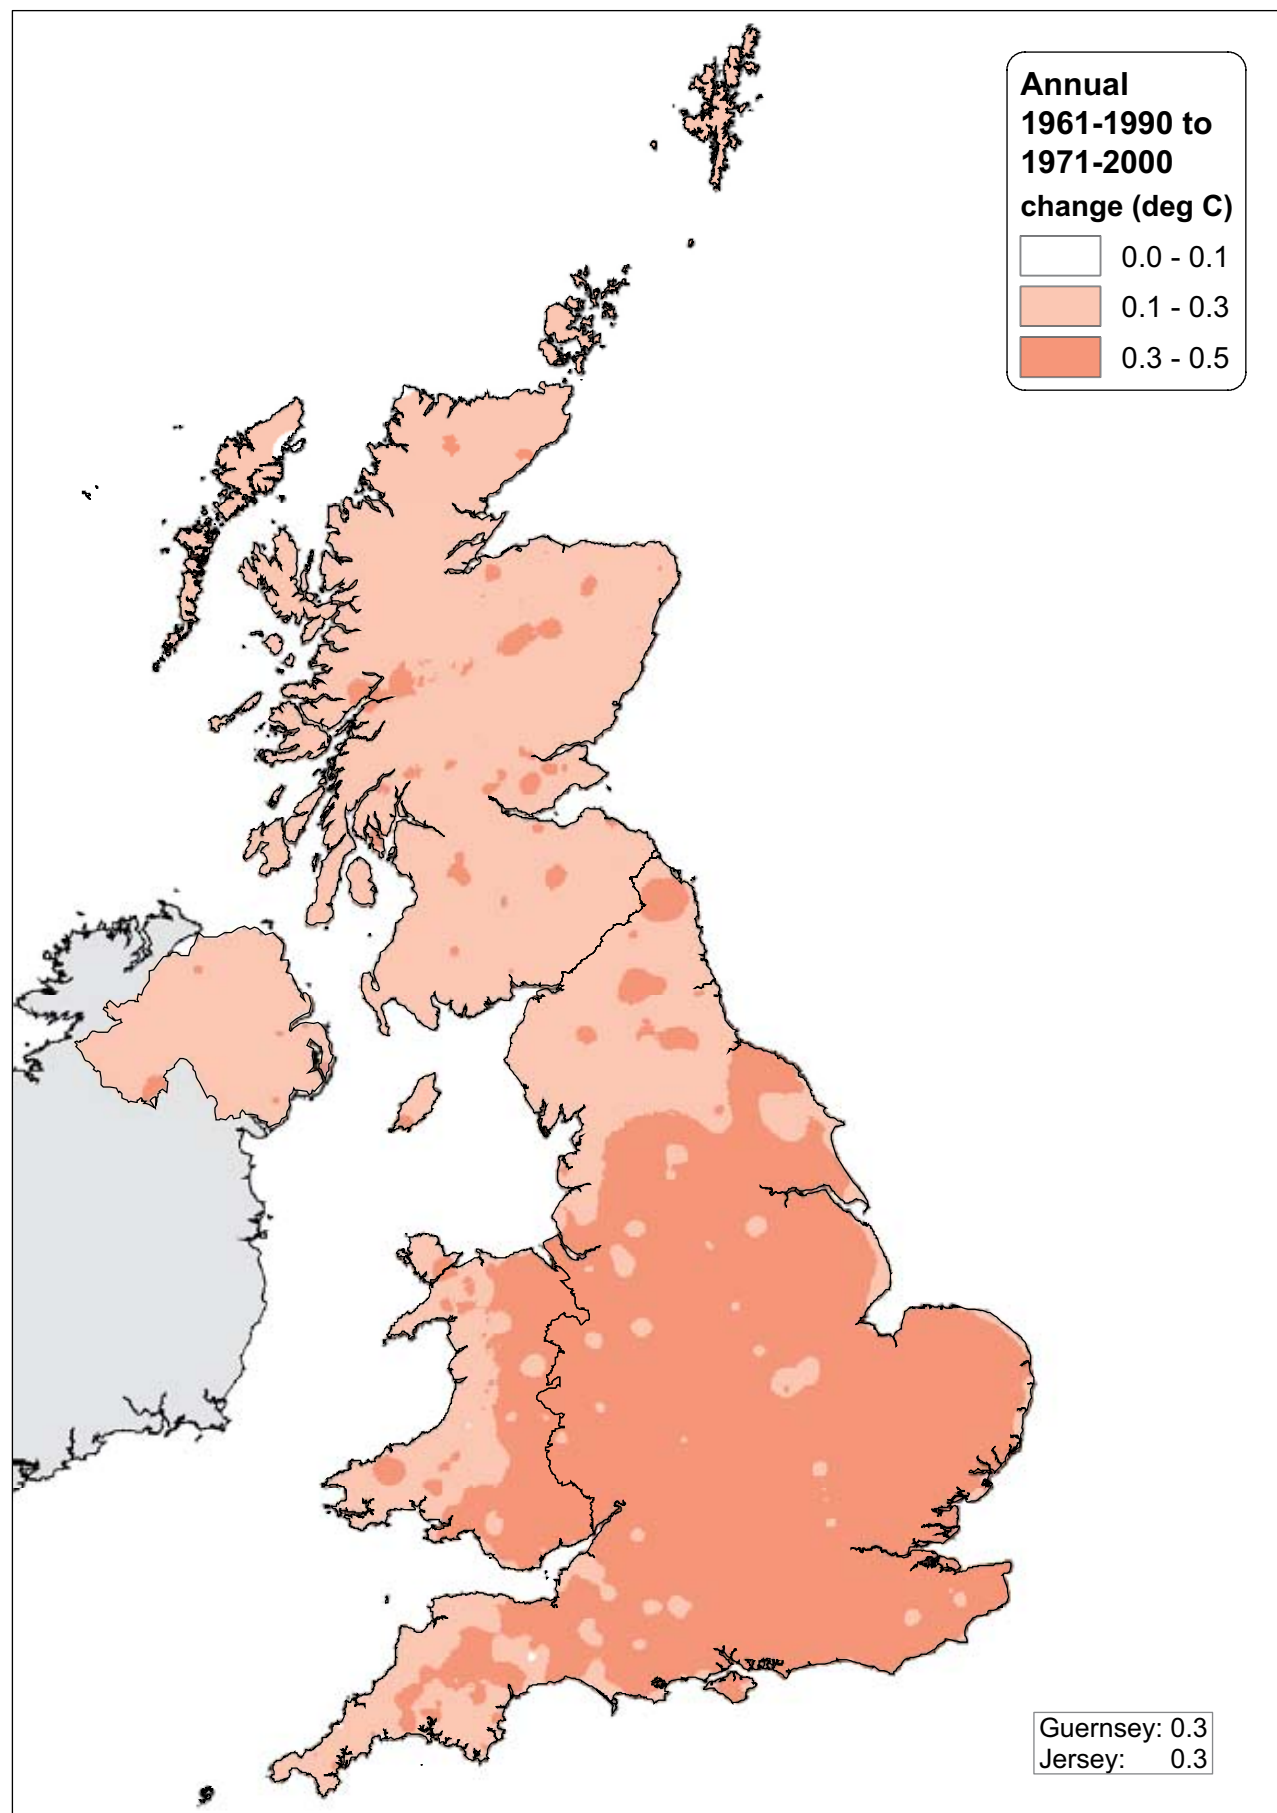 Annual
1961-1990 to
1971-2000
change (deg C)
0.0 - 0.1
0.1 - 0.3
0.3 - 0.5
Guernsey: 0.3
Jersey: 0.3